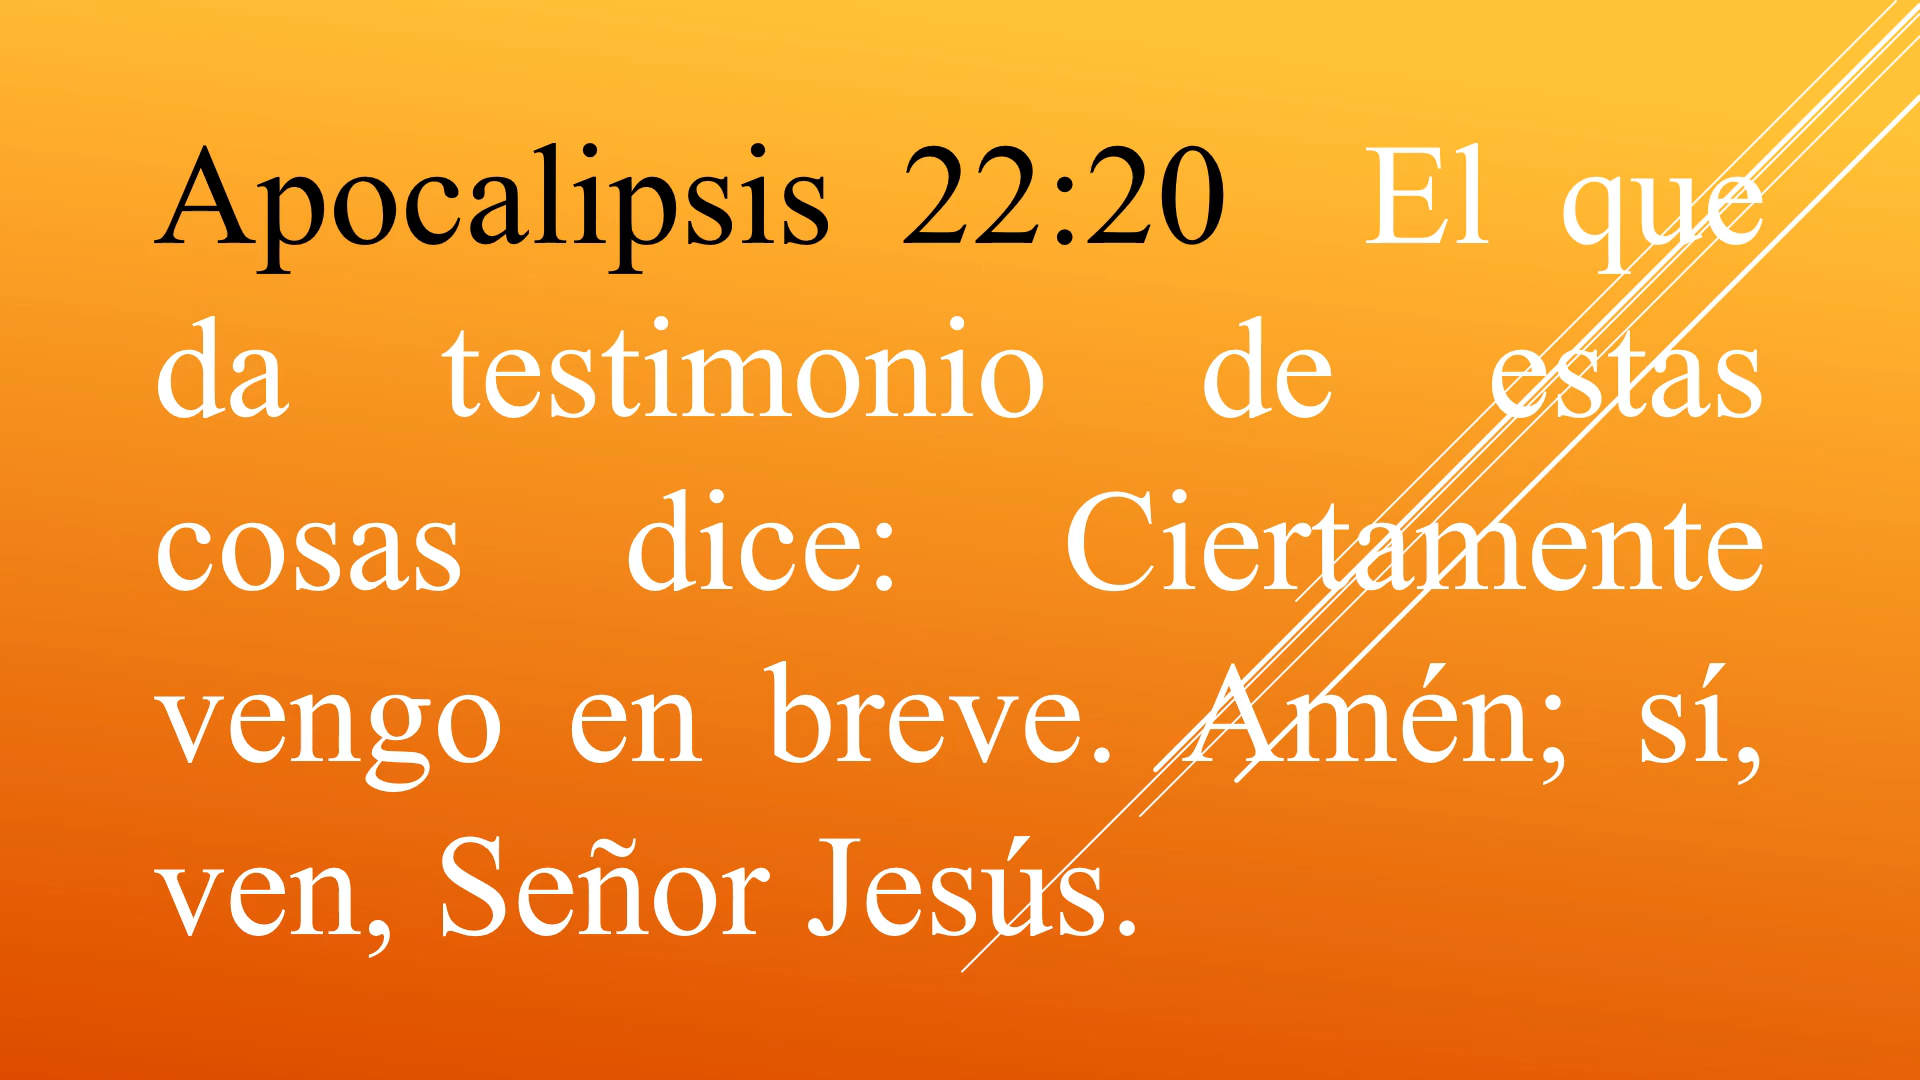 Apocalipsis 22:20 El que
da testimonio de estas
cosas dice: Ciertamente
vengo en breve. Amén; sí,
ven, Señor Jesús.